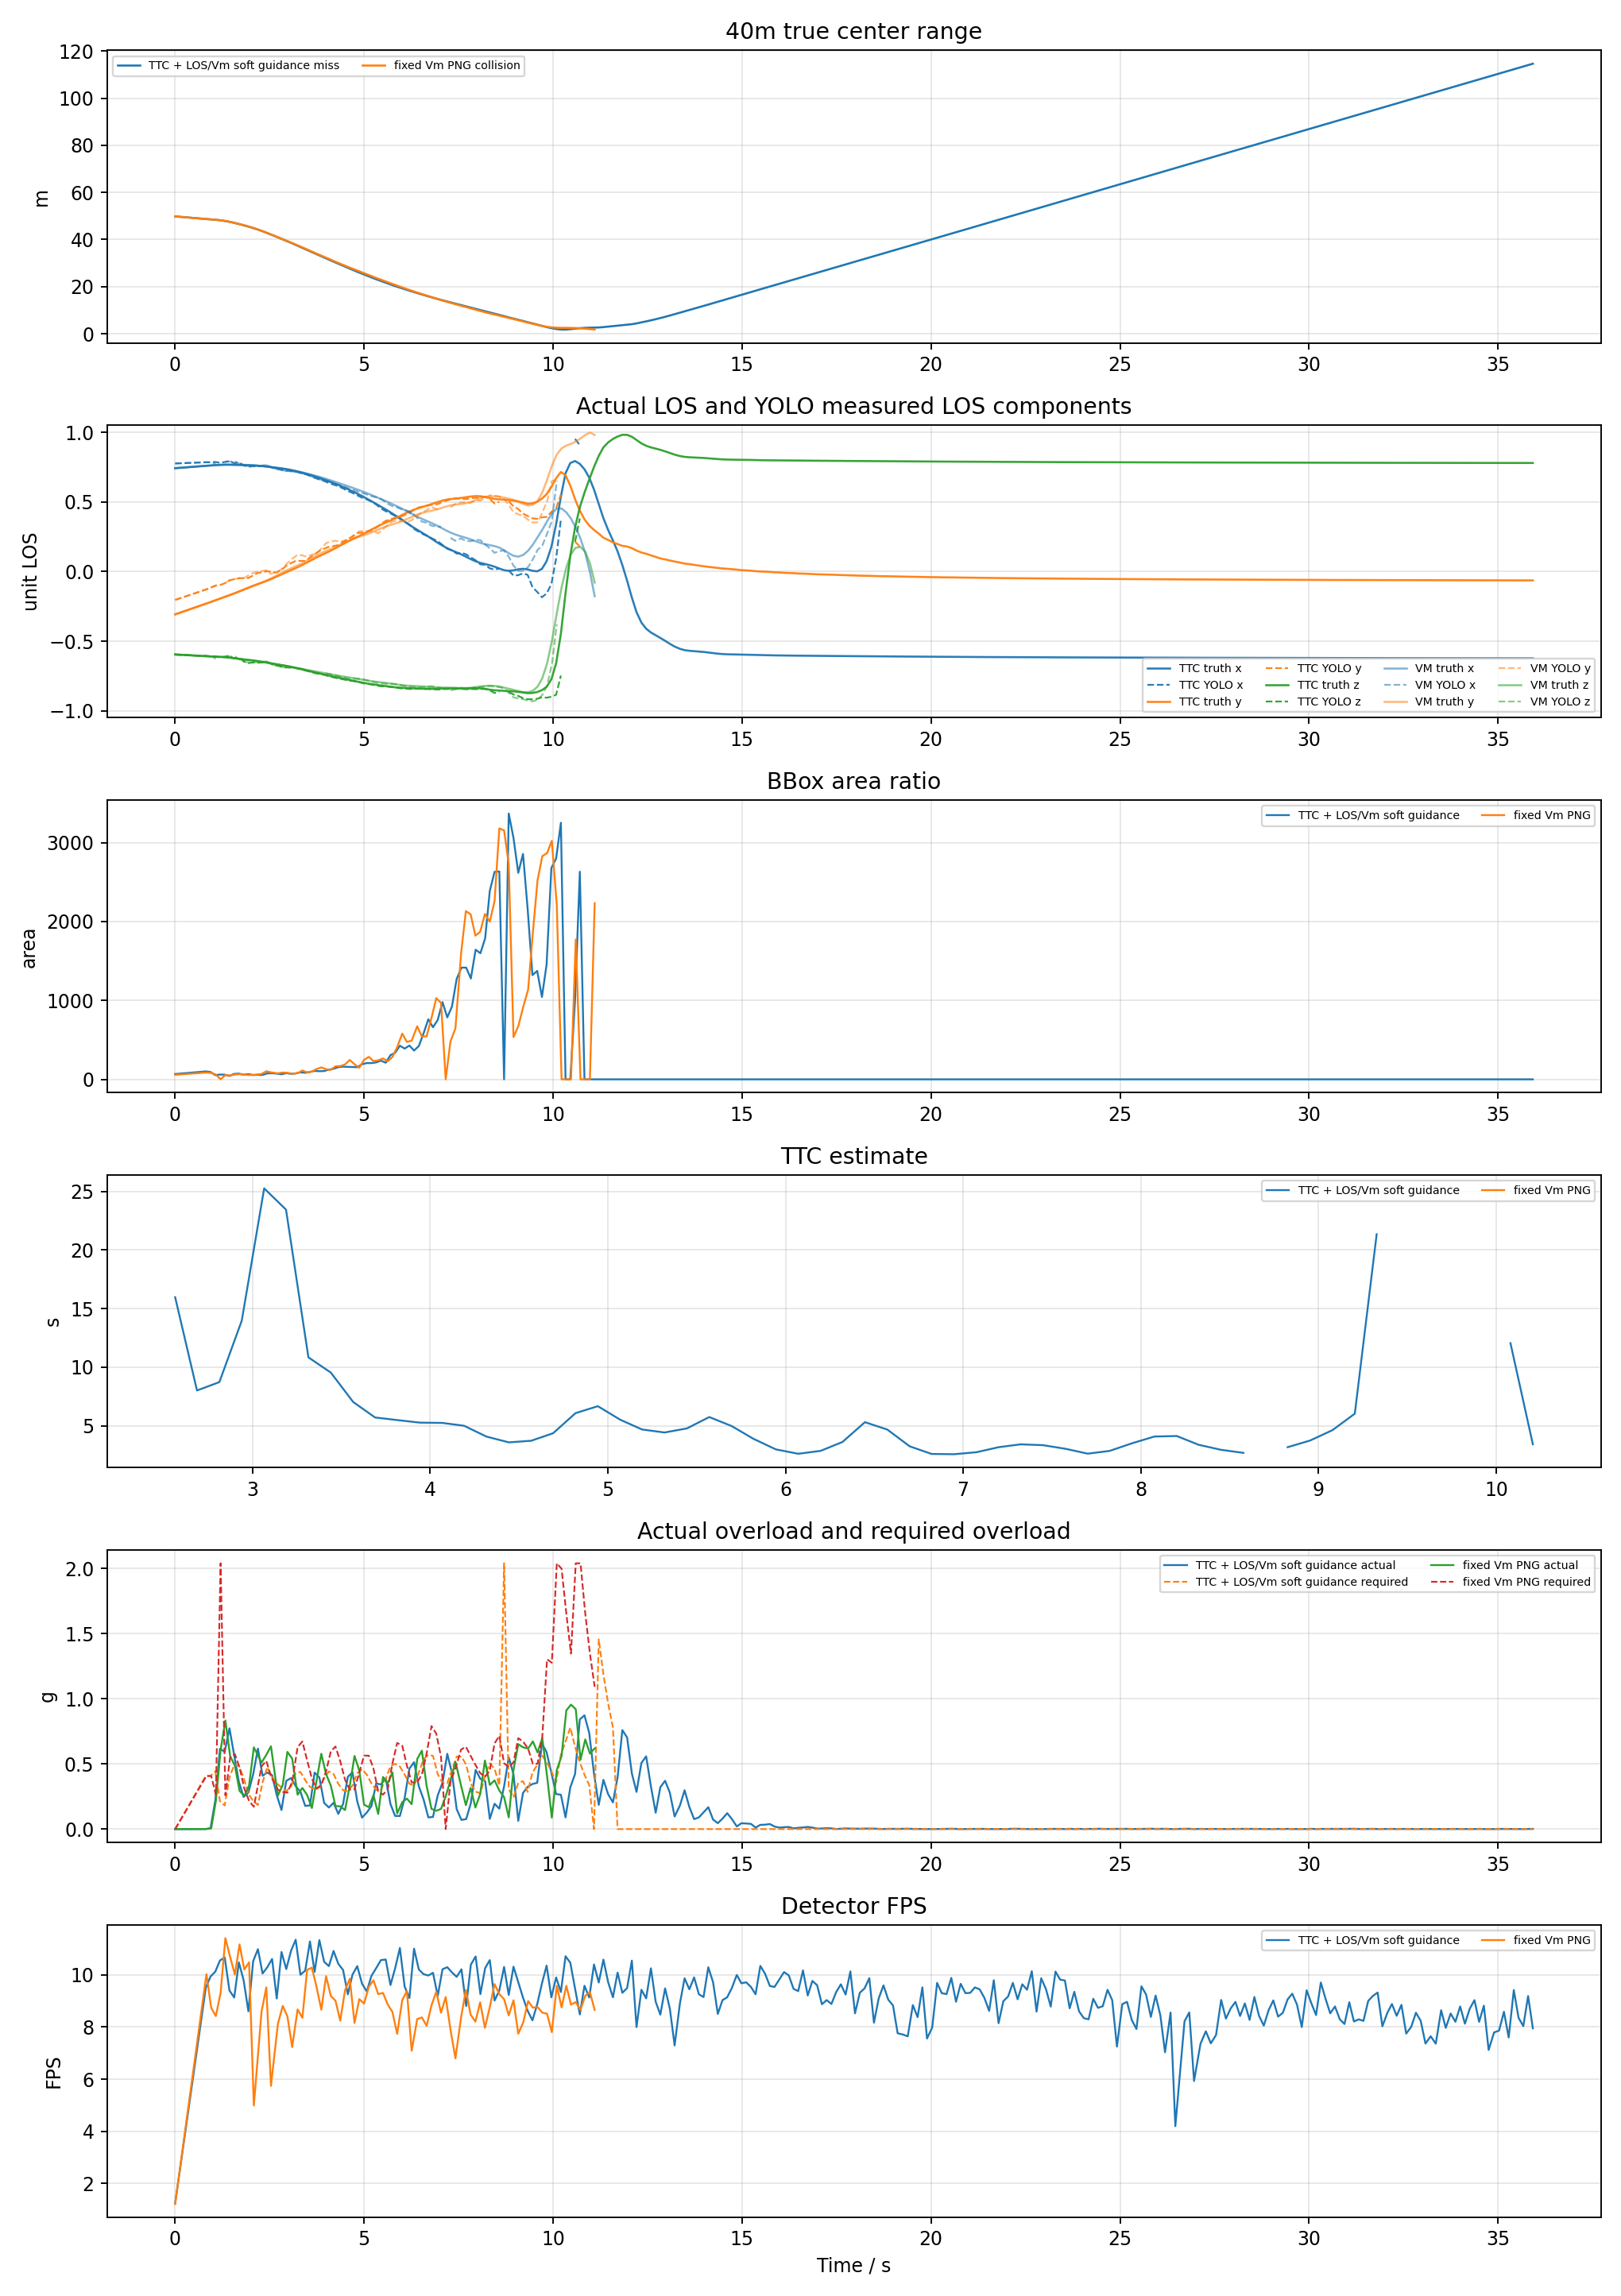 40m true center range
TTC + LOS/Vm soft guidance miss fixed Vm PNG collision
120
100
80
60
40
20
0
m
0 5 10 15 20 25 30 35
Actual LOS and YOLO measured LOS components
1.0
0.5
0.0
−0.5
−1.0
unit LOS
TTC truth x TTC YOLO y VM truth x VM YOLO y
TTC YOLO x TTC truth z VM YOLO x VM truth z
TTC truth y TTC YOLO z VM truth y VM YOLO z
0 5 10 15 20 25 30 35
BBox area ratio
TTC + LOS/Vm soft guidance fixed Vm PNG
3000
2000
1000
0
area
0 5 10 15 20 25 30 35
TTC estimate
TTC + LOS/Vm soft guidance fixed Vm PNG
25
20
15
10
5
s
3 4 5 6 7 8 9 10
Actual overload and required overload
TTC + LOS/Vm soft guidance actual fixed Vm PNG actual
TTC + LOS/Vm soft guidance required fixed Vm PNG required
2.0
1.5
1.0
0.5
0.0
g
0 5 10 15 20 25 30 35
Detector FPS
TTC + LOS/Vm soft guidance fixed Vm PNG
10
8
6
4
2
FPS
0 5 10 15 20 25 30 35
Time / s